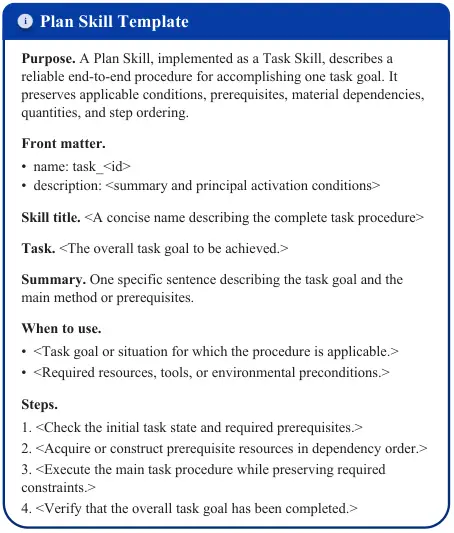 i Plan Skill Template
Purpose. A Plan Skill, implemented as a Task Skill, describes a
reliable end-to-end procedure for accomplishing one task goal. It
preserves applicable conditions, prerequisites, material dependencies,
quantities, and step ordering.
Front matter.
• name: task_<id>
• description: <summary and principal activation conditions>
Skill title. <A concise name describing the complete task procedure>
Task. <The overall task goal to be achieved.>
Summary. One specific sentence describing the task goal and the
main method or prerequisites.
When to use.
• <Task goal or situation for which the procedure is applicable.>
• <Required resources, tools, or environmental preconditions.>
Steps.
1. <Check the initial task state and required prerequisites.>
2. <Acquire or construct prerequisite resources in dependency order.>
3. <Execute the main task procedure while preserving required
constraints.>
4. <Verify that the overall task goal has been completed.>